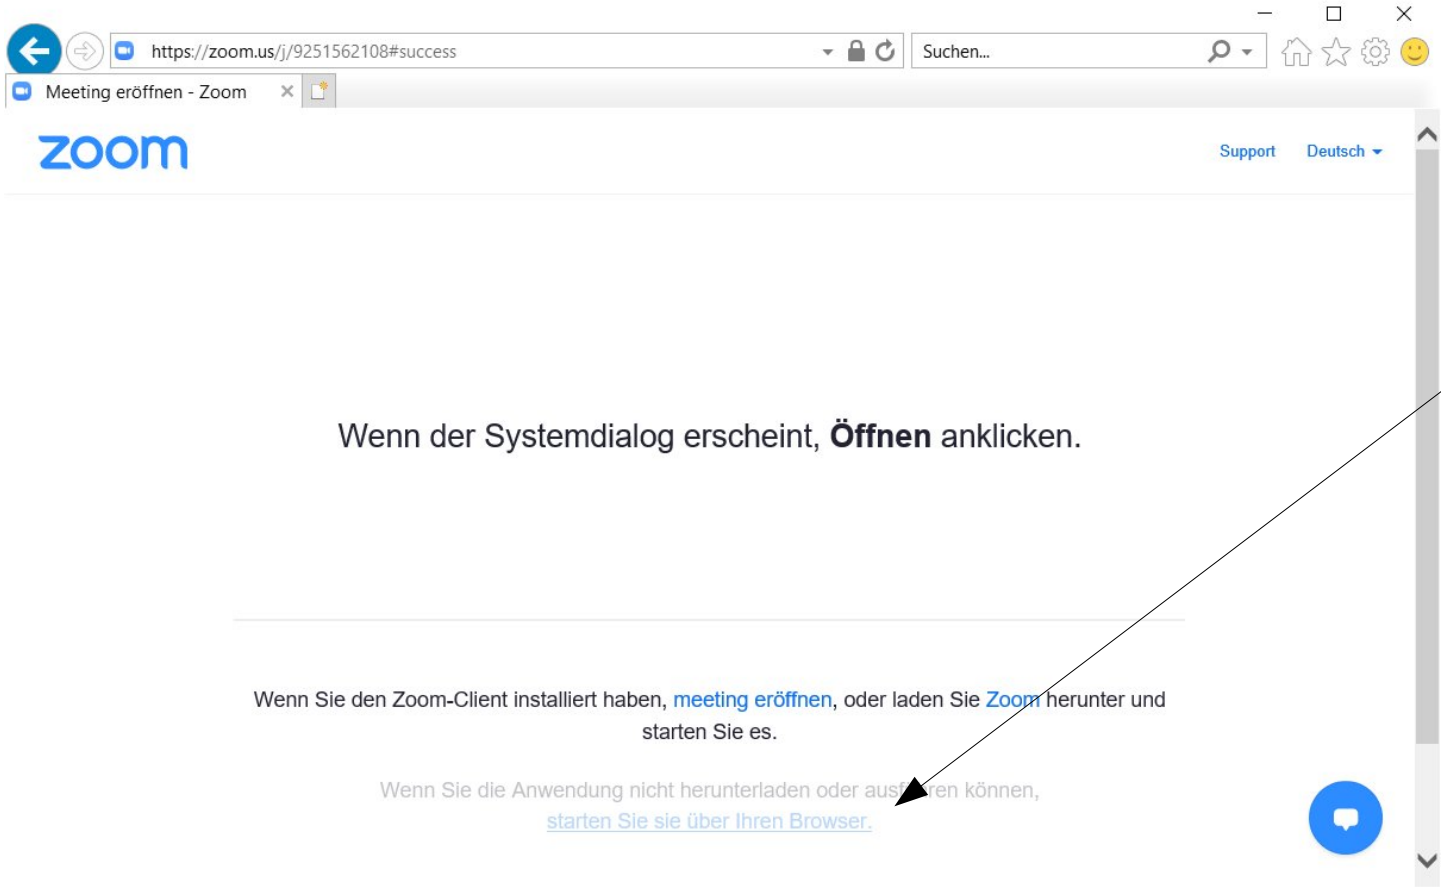 https://zoom.us/j/9251562108#success
Suchen...
Meeting eröffnen - Zoom
zoom
Support Deutsch
Wenn der Systemdialog erscheint, Öffnen anklicken.
Wenn Sie den Zoom-Client installiert haben, meeting eröffnen, oder laden Sie Zoom herunter und
starten Sie es.
Wenn Sie die Anwendung nicht herunterladen oder ausführen können,
starten Sie sie über Ihren Browser.